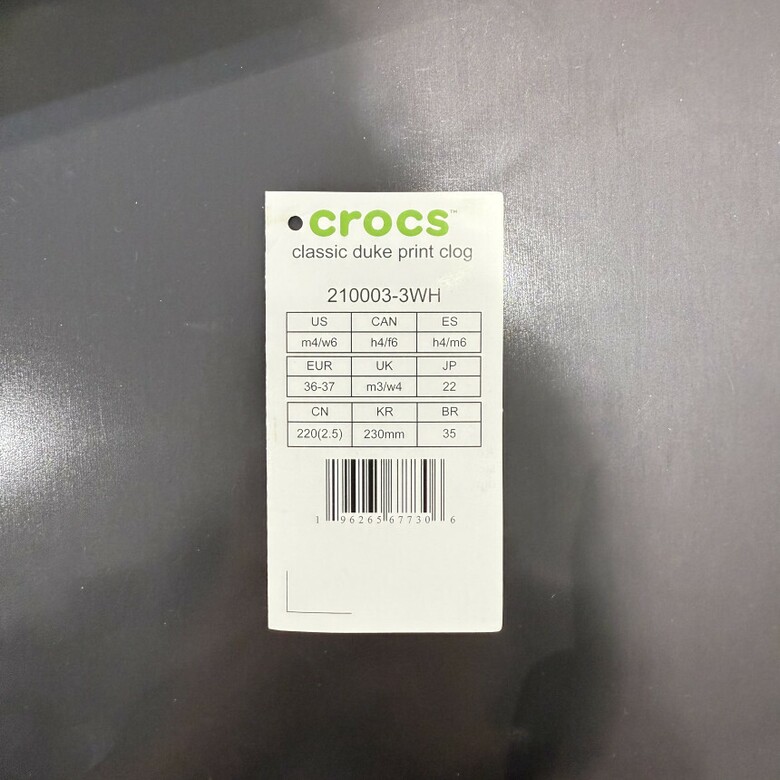 crocs™
classic duke print clog
210003-3WH
US CAN ES
m4/w6 h4/f6 h4/m6
EUR UK JP
36-37 m3/w4 22
CN KR BR
220(2.5) 230mm 35
1 96265 67730 6